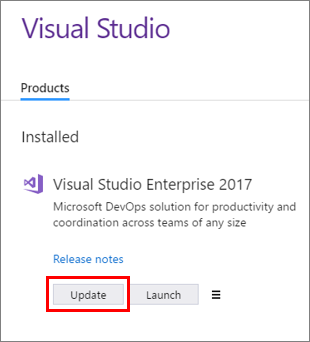 Visual Studio
Products
Installed
Visual Studio Enterprise 2017
Microsoft DevOps solution for productivity and
coordination across teams of any size
Release notes
Update Launch